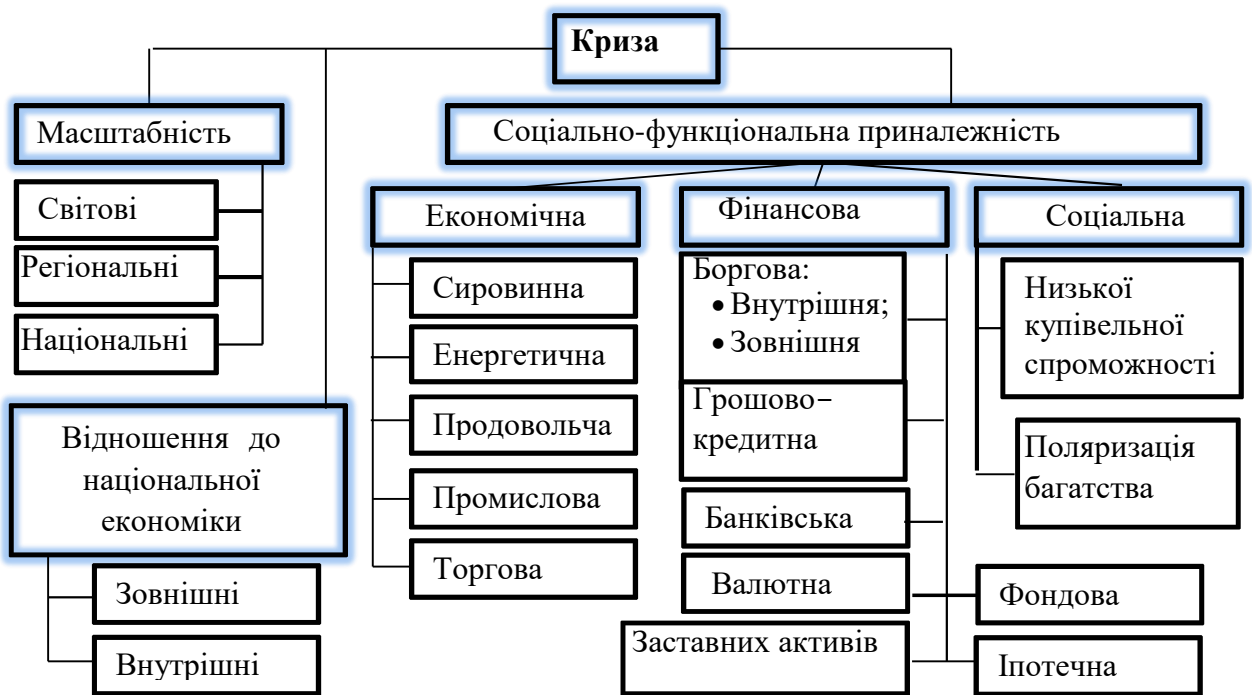 Криза
Масштабність
Світові
Регіональні
Національні
Відношення до
національної
економіки
Зовнішні
Внутрішні
Соціально-функціональна приналежність
Економічна
Сировинна
Енергетична
Продовольча
Промислова
Торгова
Фінансова
Боргова:
• Внутрішня;
• Зовнішня
Грошово−
кредитна
Банківська
Валютна
Заставних активів
Фондова
Іпотечна
Соціальна
Низької
купівельної
спроможності
Поляризація
багатства